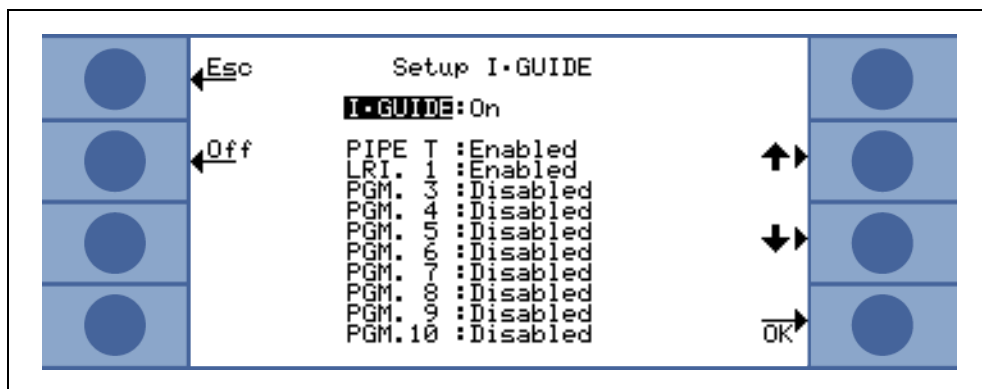 Esc
Setup I•GUIDE
I•GUIDE:On
Off
PIPE T :Enabled
LRI. 1 :Enabled
PGM. 3 :Disabled
PGM. 4 :Disabled
PGM. 5 :Disabled
PGM. 6 :Disabled
PGM. 7 :Disabled
PGM. 8 :Disabled
PGM. 9 :Disabled
PGM.10 :Disabled
OK